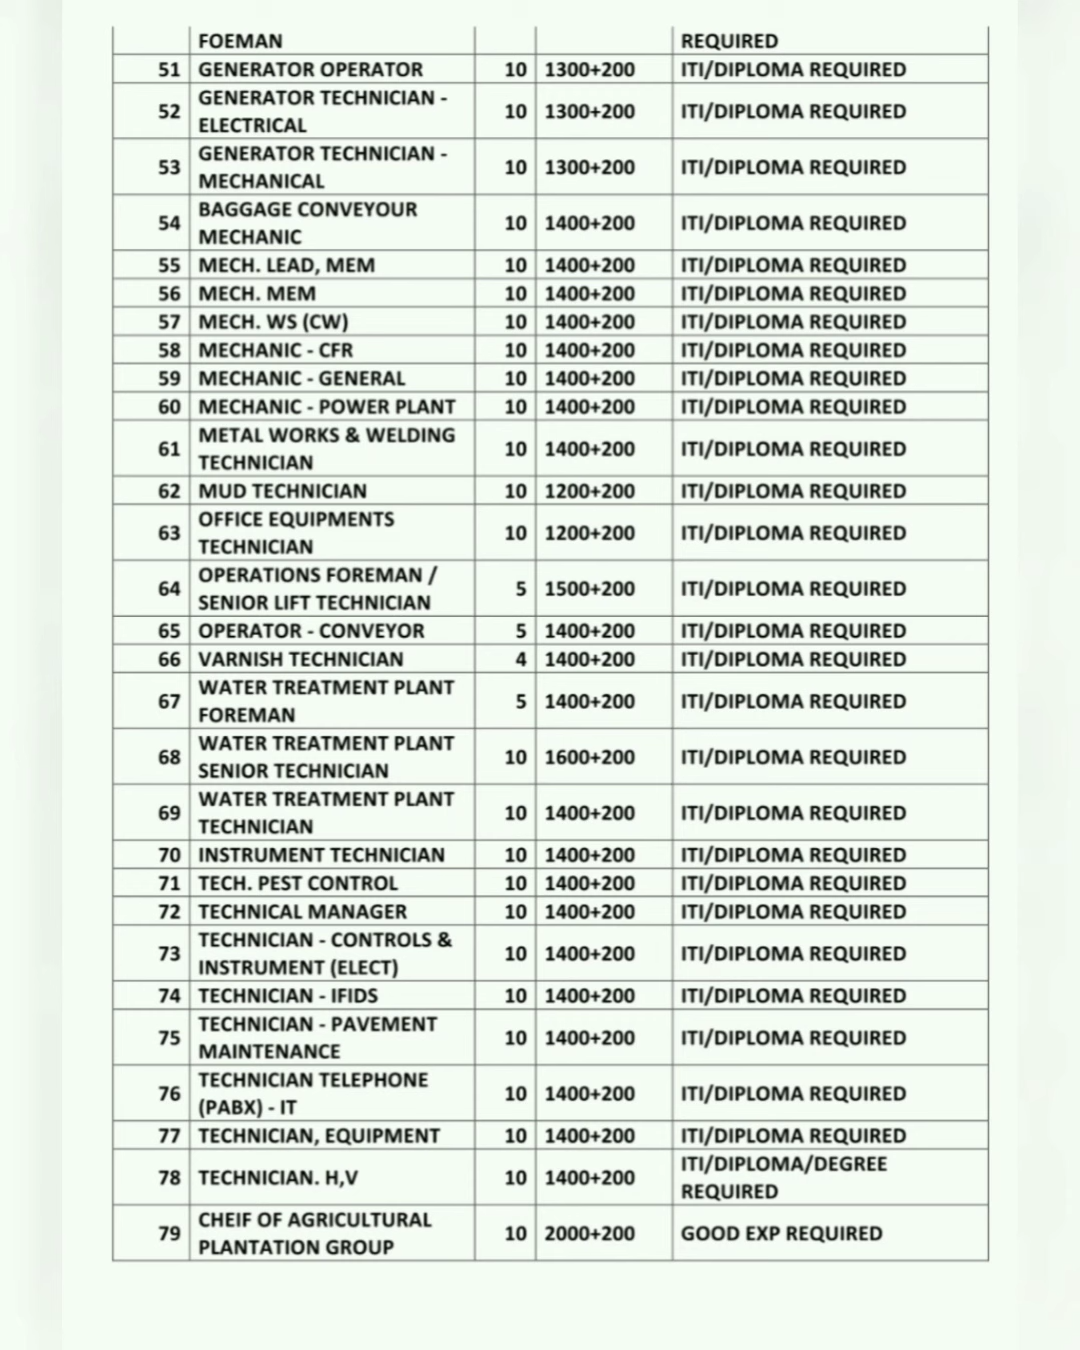 FOEMAN REQUIRED
51 GENERATOR OPERATOR 10 1300+200 ITI/DIPLOMA REQUIRED
52 GENERATOR TECHNICIAN - ELECTRICAL 10 1300+200 ITI/DIPLOMA REQUIRED
53 GENERATOR TECHNICIAN - MECHANICAL 10 1300+200 ITI/DIPLOMA REQUIRED
54 BAGGAGE CONVEYOUR MECHANIC 10 1400+200 ITI/DIPLOMA REQUIRED
55 MECH. LEAD, MEM 10 1400+200 ITI/DIPLOMA REQUIRED
56 MECH. MEM 10 1400+200 ITI/DIPLOMA REQUIRED
57 MECH. WS (CW) 10 1400+200 ITI/DIPLOMA REQUIRED
58 MECHANIC - CFR 10 1400+200 ITI/DIPLOMA REQUIRED
59 MECHANIC - GENERAL 10 1400+200 ITI/DIPLOMA REQUIRED
60 MECHANIC - POWER PLANT 10 1400+200 ITI/DIPLOMA REQUIRED
61 METAL WORKS & WELDING TECHNICIAN 10 1400+200 ITI/DIPLOMA REQUIRED
62 MUD TECHNICIAN 10 1200+200 ITI/DIPLOMA REQUIRED
63 OFFICE EQUIPMENTS TECHNICIAN 10 1200+200 ITI/DIPLOMA REQUIRED
64 OPERATIONS FOREMAN / SENIOR LIFT TECHNICIAN 5 1500+200 ITI/DIPLOMA REQUIRED
65 OPERATOR - CONVEYOR 5 1400+200 ITI/DIPLOMA REQUIRED
66 VARNISH TECHNICIAN 4 1400+200 ITI/DIPLOMA REQUIRED
67 WATER TREATMENT PLANT FOREMAN 5 1400+200 ITI/DIPLOMA REQUIRED
68 WATER TREATMENT PLANT SENIOR TECHNICIAN 10 1600+200 ITI/DIPLOMA REQUIRED
69 WATER TREATMENT PLANT TECHNICIAN 10 1400+200 ITI/DIPLOMA REQUIRED
70 INSTRUMENT TECHNICIAN 10 1400+200 ITI/DIPLOMA REQUIRED
71 TECH. PEST CONTROL 10 1400+200 ITI/DIPLOMA REQUIRED
72 TECHNICAL MANAGER 10 1400+200 ITI/DIPLOMA REQUIRED
73 TECHNICIAN - CONTROLS & INSTRUMENT (ELECT) 10 1400+200 ITI/DIPLOMA REQUIRED
74 TECHNICIAN - IFIDS 10 1400+200 ITI/DIPLOMA REQUIRED
75 TECHNICIAN - PAVEMENT MAINTENANCE 10 1400+200 ITI/DIPLOMA REQUIRED
76 TECHNICIAN TELEPHONE (PABX) - IT 10 1400+200 ITI/DIPLOMA REQUIRED
77 TECHNICIAN, EQUIPMENT 10 1400+200 ITI/DIPLOMA REQUIRED
78 TECHNICIAN. H,V 10 1400+200 ITI/DIPLOMA/DEGREE REQUIRED
79 CHEIF OF AGRICULTURAL PLANTATION GROUP 10 2000+200 GOOD EXP REQUIRED